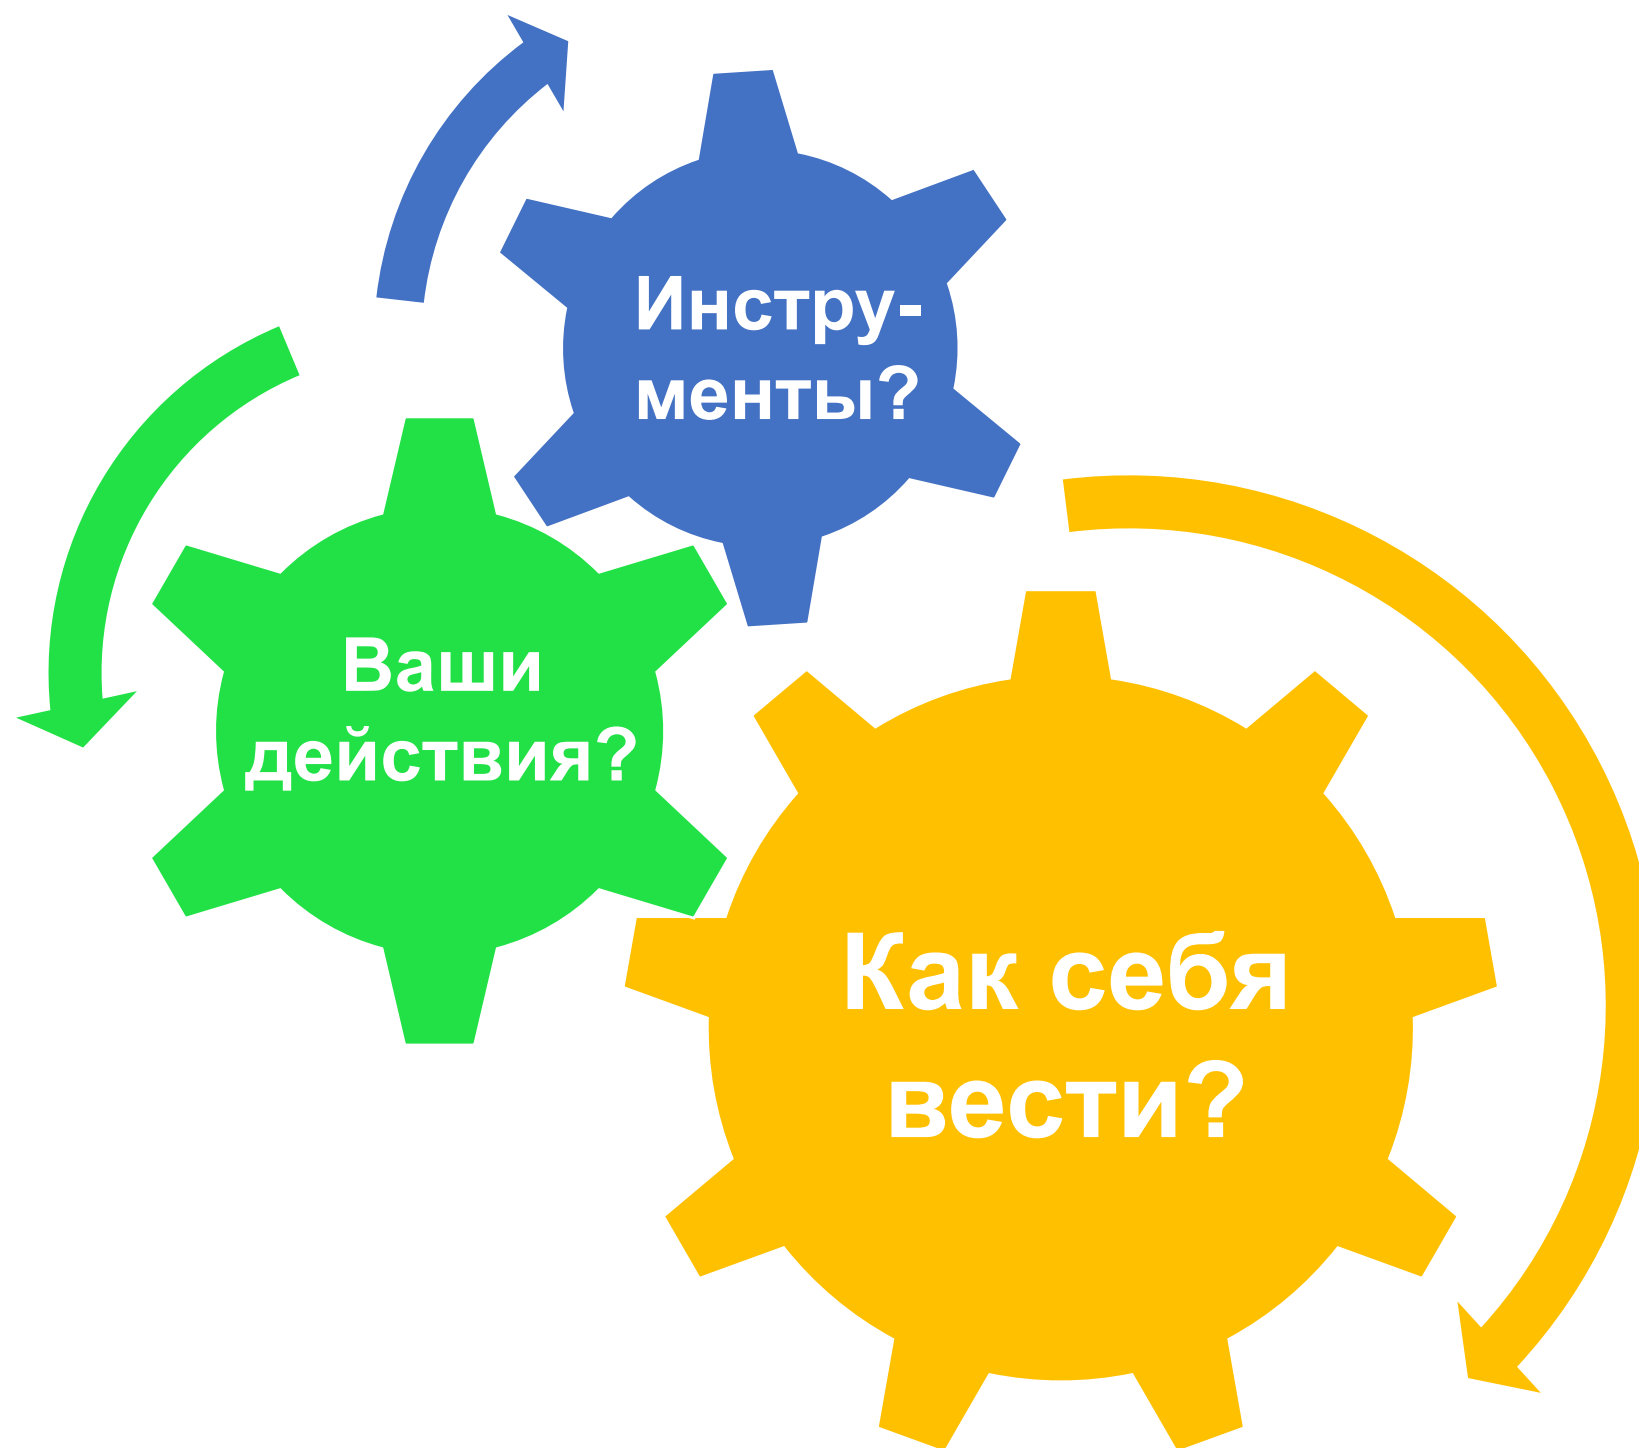 Инстру-
менты?
Ваши
действия?
Как себя
вести?